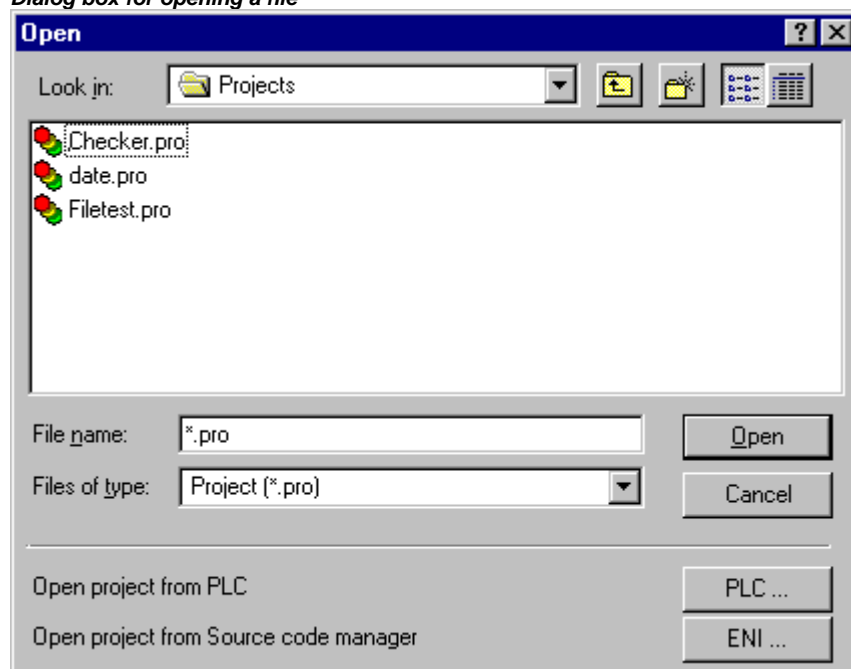 Dialog box for opening a file
Open
Look in: Projects
Checker.pro
date.pro
Filetest.pro
File name: *.pro Open
Files of type: Project (*.pro) Cancel
Open project from PLC PLC ...
Open project from Source code manager ENI ...